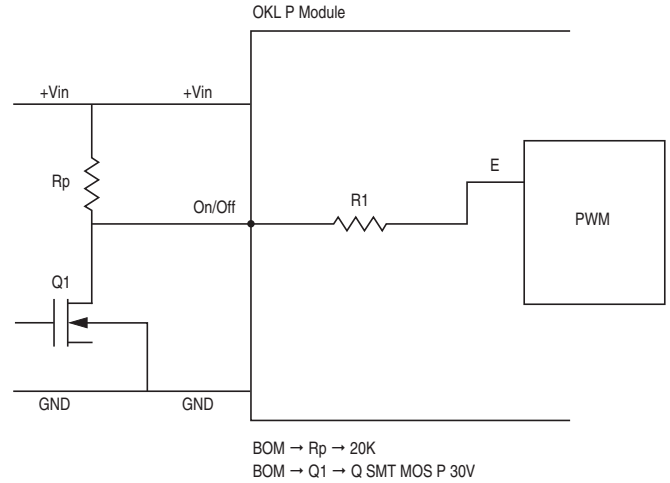 OKL P Module
+Vin
+Vin
Rp
On/Off
R1
E
PWM
Q1
GND
GND
BOM → Rp → 20K
BOM → Q1 → Q SMT MOS P 30V